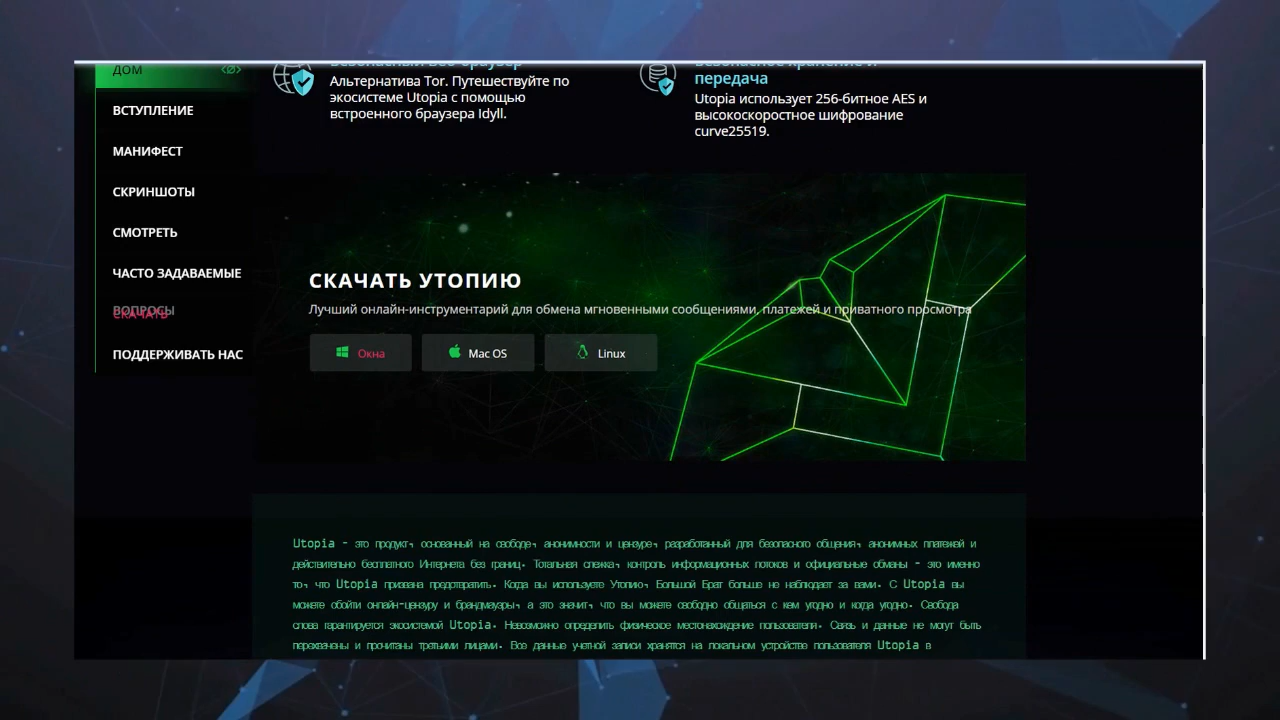 ДОМ
Безопасный веб-браузер
Альтернатива Tor. Путешествуйте по
экосистеме Utopia с помощью
встроенного браузера Idyll.
Безопасное хранение и
передача
Utopia использует 256-битное AES и
высокоскоростное шифрование
curve25519.
ВСТУПЛЕНИЕ
МАНИФЕСТ
СКРИНШОТЫ
СМОТРЕТЬ
ЧАСТО ЗАДАВАЕМЫЕ
ВОПРОСЫ
СКАЧАТЬ
ПОДДЕРЖИВАТЬ НАС
СКАЧАТЬ УТОПИЮ
Лучший онлайн-инструментарий для обмена мгновенными сообщениями, платежей и приватного просмотра
Окна
Mac OS
Linux
Utopia - это продукт, основанный на свободе, анонимности и цензуре, разработанный для безопасного общения, анонимных платежей и
действительно бесплатного Интернета без границ. Тотальная слежка, контроль информационных потоков и официальные обманы - это именно
то, что Utopia призвана предотвратить. Когда вы используете Утопию, Большой Брат больше не наблюдает за вами. С Utopia вы
можете обойти онлайн-цензуру и брандмауэры, а это значит, что вы можете свободно общаться с кем угодно и когда угодно. Свобода
слова гарантируется экосистемой Utopia. Невозможно определить физическое местонахождение пользователя. Связь и данные не могут быть
перехвачены и прочитаны третьими лицами. Все данные учетной записи хранятся на локальном устройстве пользователя Utopia в